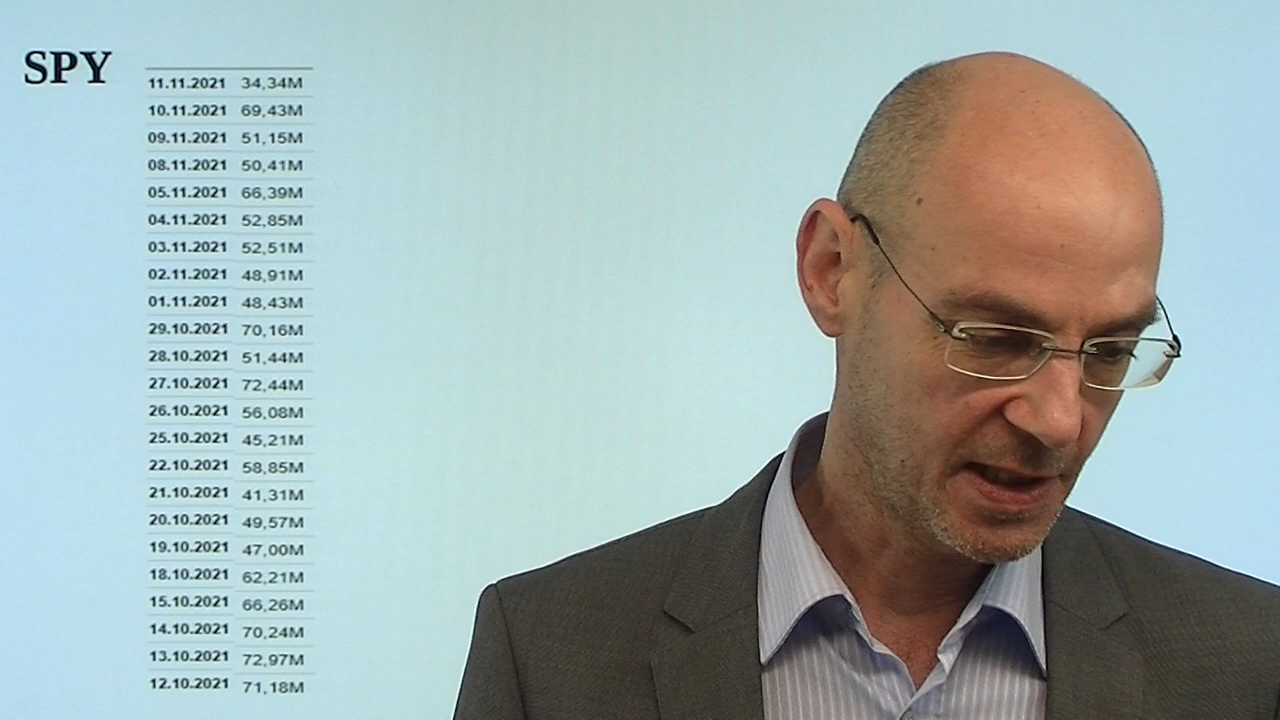 SPY
11.11.2021 34,34M
10.11.2021 69,43M
09.11.2021 51,15M
08.11.2021 50,41M
05.11.2021 66,39M
04.11.2021 52,85M
03.11.2021 52,51M
02.11.2021 48,91M
01.11.2021 48,43M
29.10.2021 70,16M
28.10.2021 51,44M
27.10.2021 72,44M
26.10.2021 56,08M
25.10.2021 45,21M
22.10.2021 58,85M
21.10.2021 41,31M
20.10.2021 49,57M
19.10.2021 47,00M
18.10.2021 62,21M
15.10.2021 66,26M
14.10.2021 70,24M
13.10.2021 72,97M
12.10.2021 71,18M